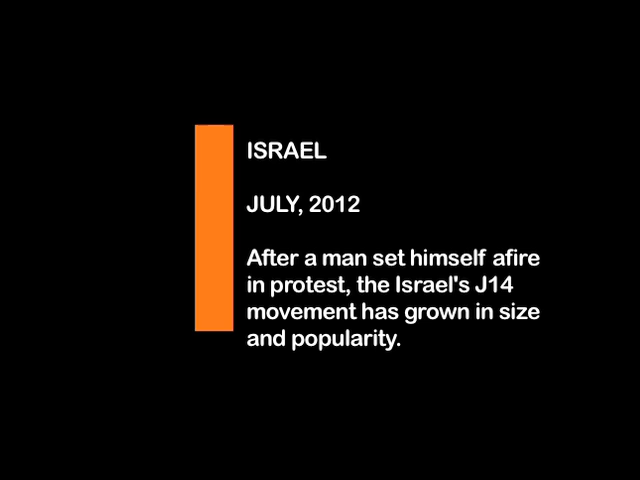 ISRAEL
JULY, 2012
After a man set himself afire
in protest, the Israel's J14
movement has grown in size
and popularity.